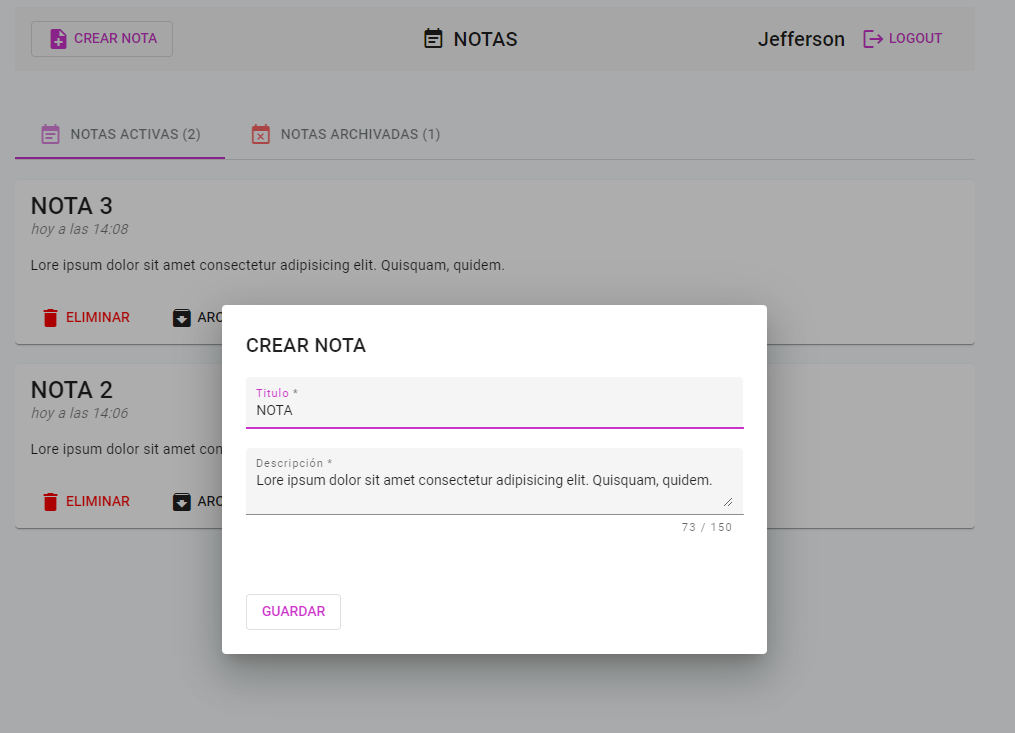 CREAR NOTA
NOTAS
Jefferson
LOGOUT
NOTAS ACTIVAS (2)
NOTAS ARCHIVADAS (1)
NOTA 3
hoy a las 14:08
Lore ipsum dolor sit amet consectetur adipisicing elit. Quisquam, quidem.
ELIMINAR
ARC
NOTA 2
hoy a las 14:06
Lore ipsum dolor sit amet con
ELIMINAR
ARC
CREAR NOTA
Titulo *
NOTA
Descripción *
Lore ipsum dolor sit amet consectetur adipisicing elit. Quisquam, quidem.
73 / 150
GUARDAR